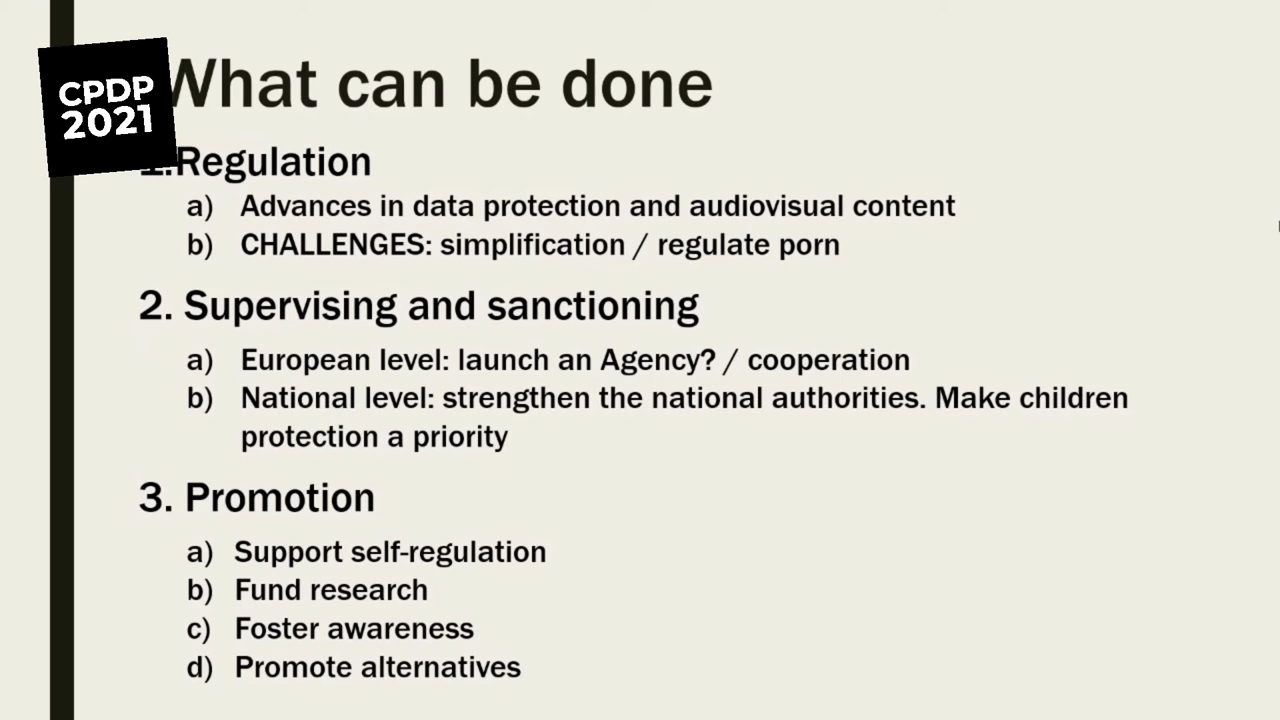 CPDP
2021
What can be done
1.Regulation
a) Advances in data protection and audiovisual content
b) CHALLENGES: simplification / regulate porn
2. Supervising and sanctioning
a) European level: launch an Agency? / cooperation
b) National level: strengthen the national authorities. Make children
protection a priority
3. Promotion
a) Support self-regulation
b) Fund research
c) Foster awareness
d) Promote alternatives